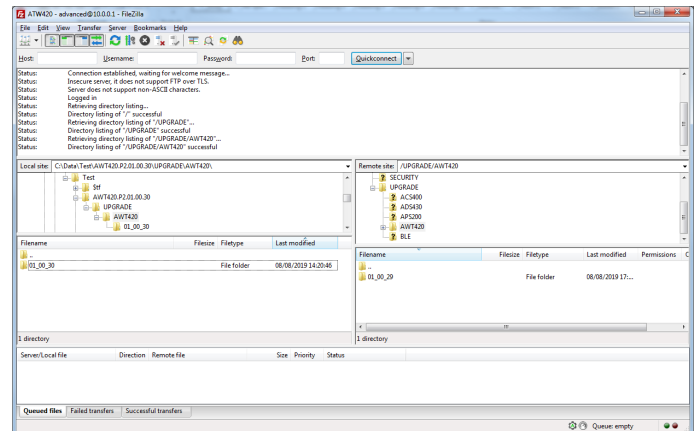 ATW420 - advanced@10.0.0.1 - FileZilla
File Edit View Transfer Server Bookmarks Help
Host: Username: Password: Port: Quickconnect
Status: Connection established, waiting for welcome message...
Status: Insecure server, it does not support FTP over TLS.
Status: Server does not support non-ASCII characters.
Status: Logged in
Status: Retrieving directory listing...
Status: Directory listing of "/" successful
Status: Retrieving directory listing of "/UPGRADE"...
Status: Directory listing of "/UPGRADE" successful
Status: Retrieving directory listing of "/UPGRADE/AWT420"...
Status: Directory listing of "/UPGRADE/AWT420" successful
Local site: C:\Data\Test\AWT420.P2.01.00.30\UPGRADE\AWT420\
Test
Stf
AWT420.P2.01.00.30
UPGRADE
AWT420
01_00_30
Filename Filesize Filetype Last modified
..
01_00_30 File folder 08/08/2019 14:20:46
1 directory
Remote site: /UPGRADE/AWT420
SECURITY
UPGRADE
ACS400
ADS430
APS200
AWT420
BLE
Filename Filesize Filetype Last modified Permissions
..
01_00_29 File folder 08/08/2019 17:...
1 directory
Server/Local file Direction Remote file Size Priority Status
Queued files Failed transfers Successful transfers
Queue: empty